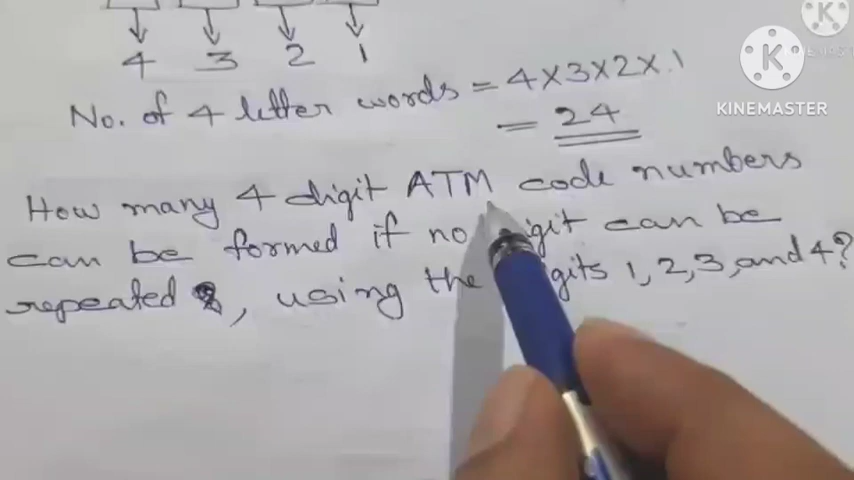 4 3 2 1
No. of 4 letter words = 4×3×2×1
= 24
How many 4 digit ATM code numbers
can be formed if no digit can be
repeated, using the digits 1, 2, 3, and 4?
K
KINEMASTER